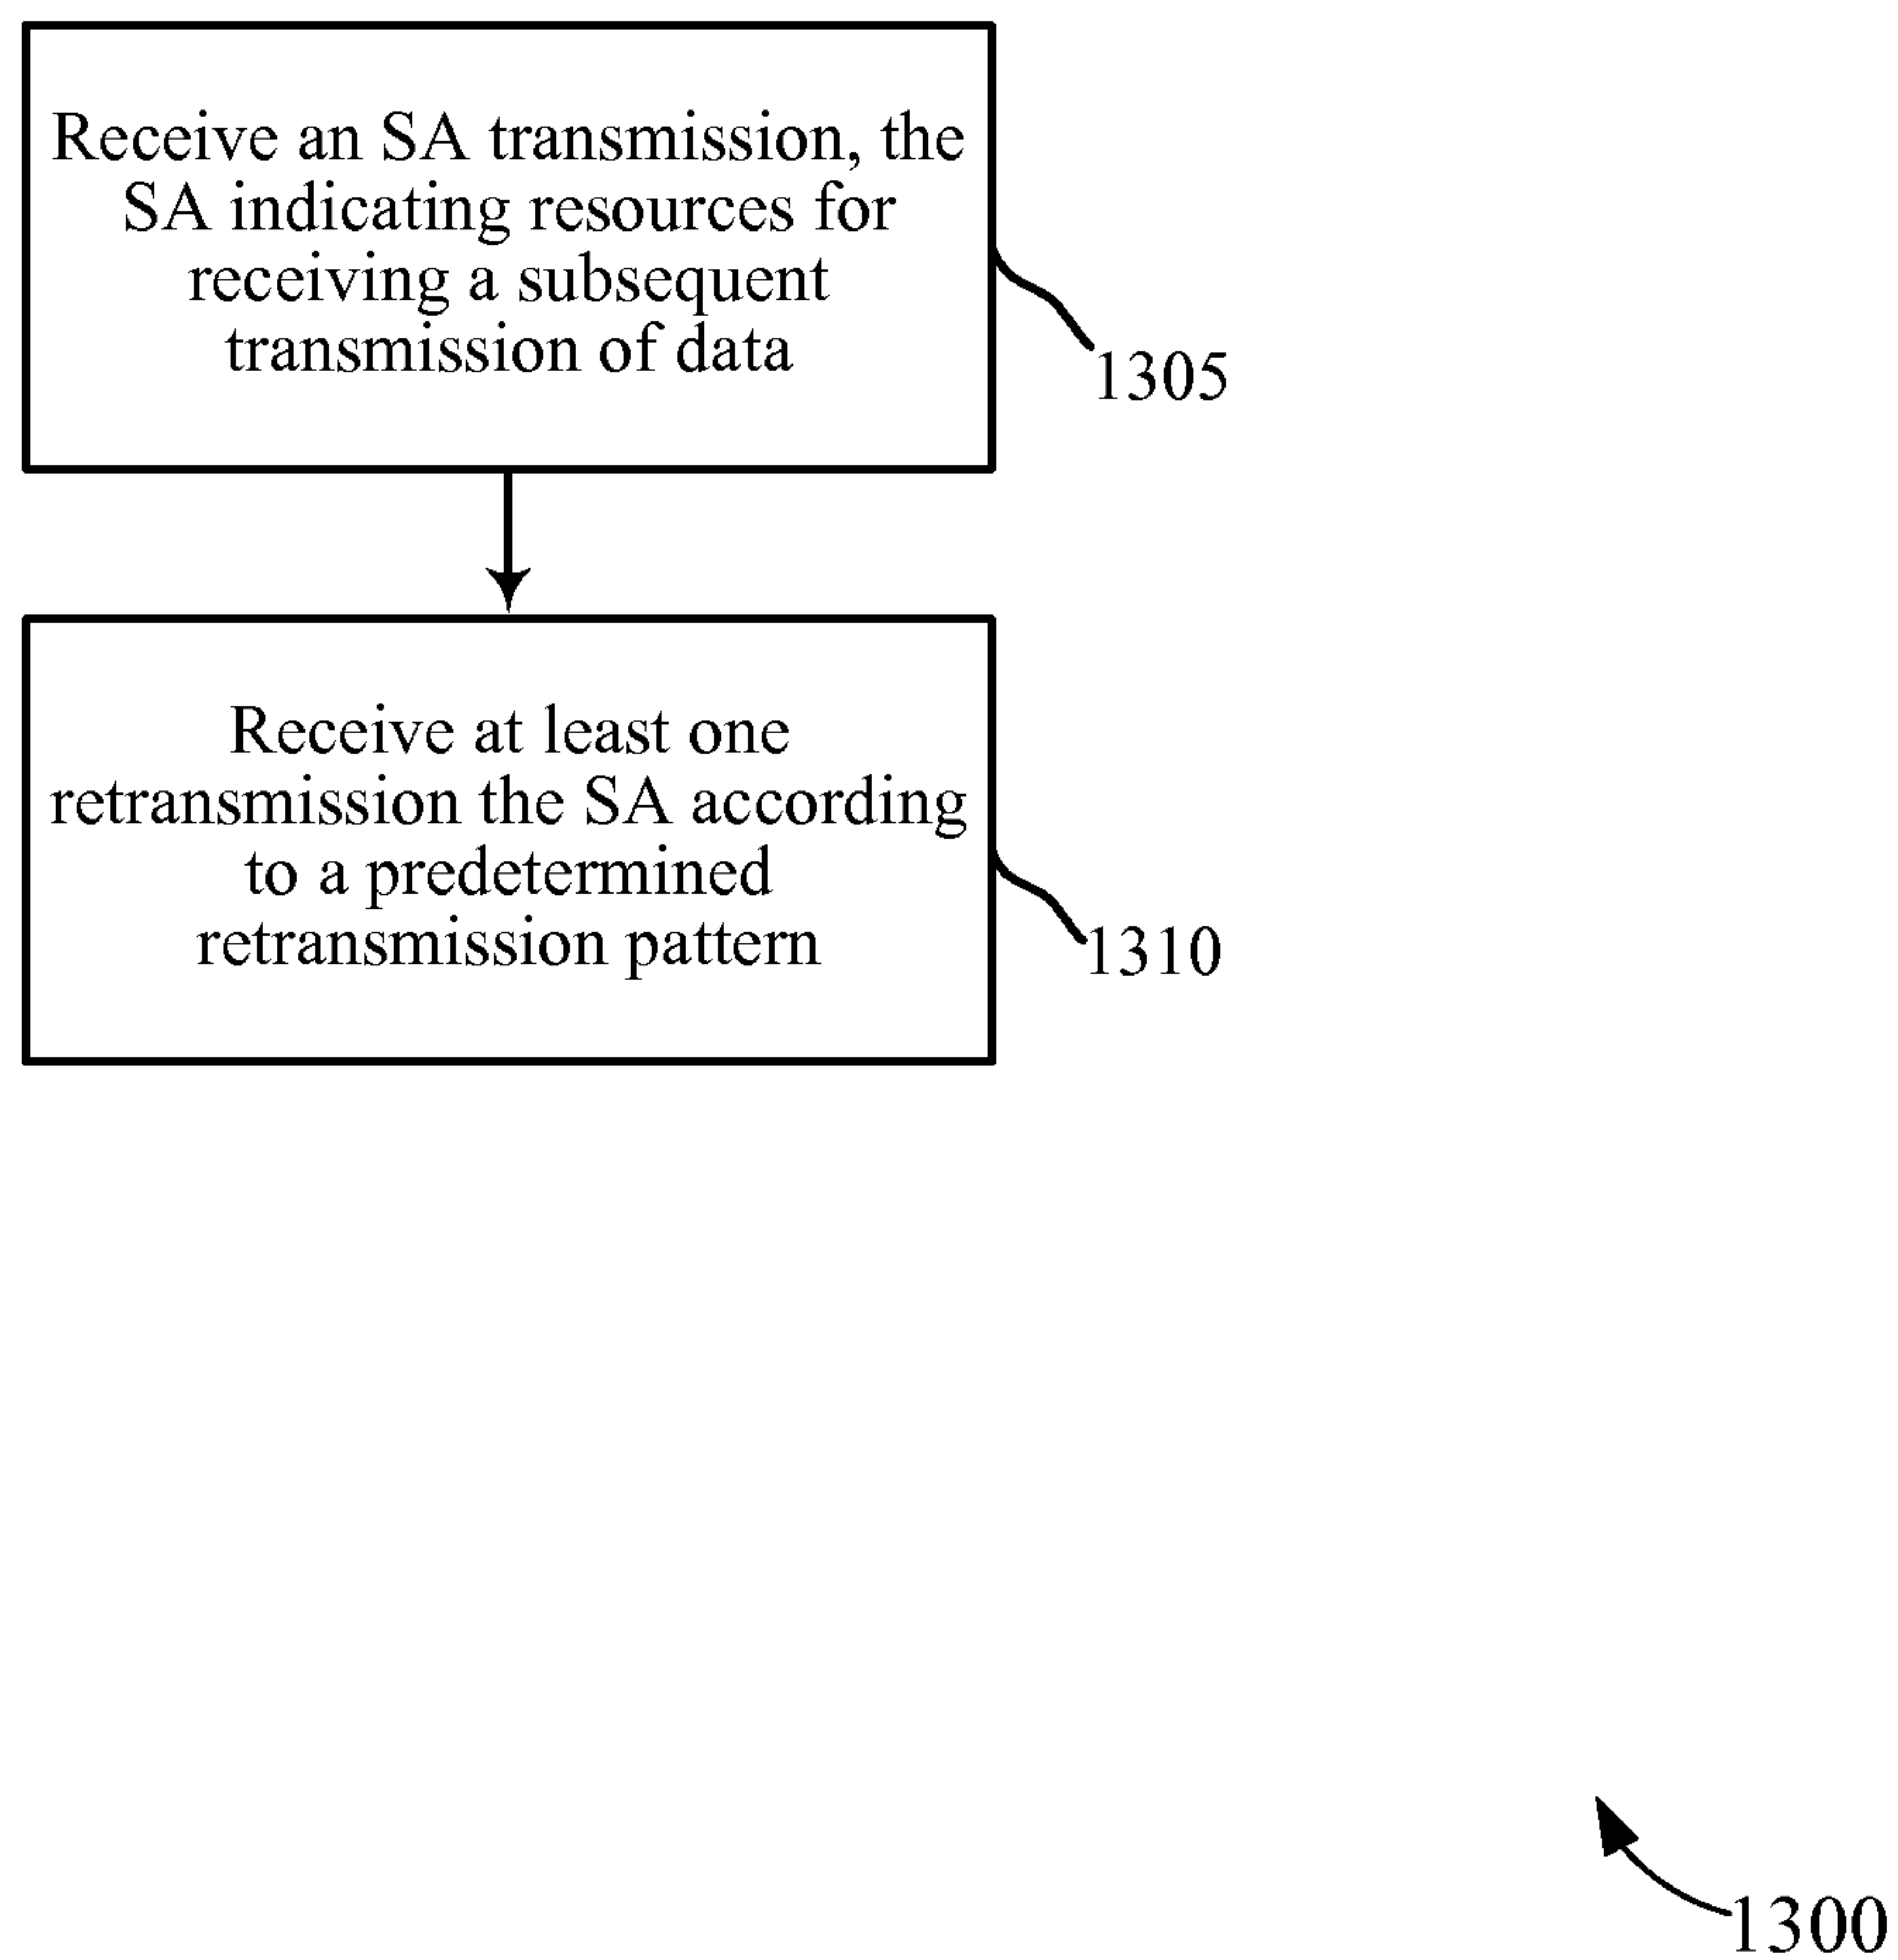 Receive an SA transmission, the
SA indicating resources for
receiving a subsequent
transmission of data
1305
Receive at least one
retransmission the SA according
to a predetermined
retransmission pattern
1310
1300